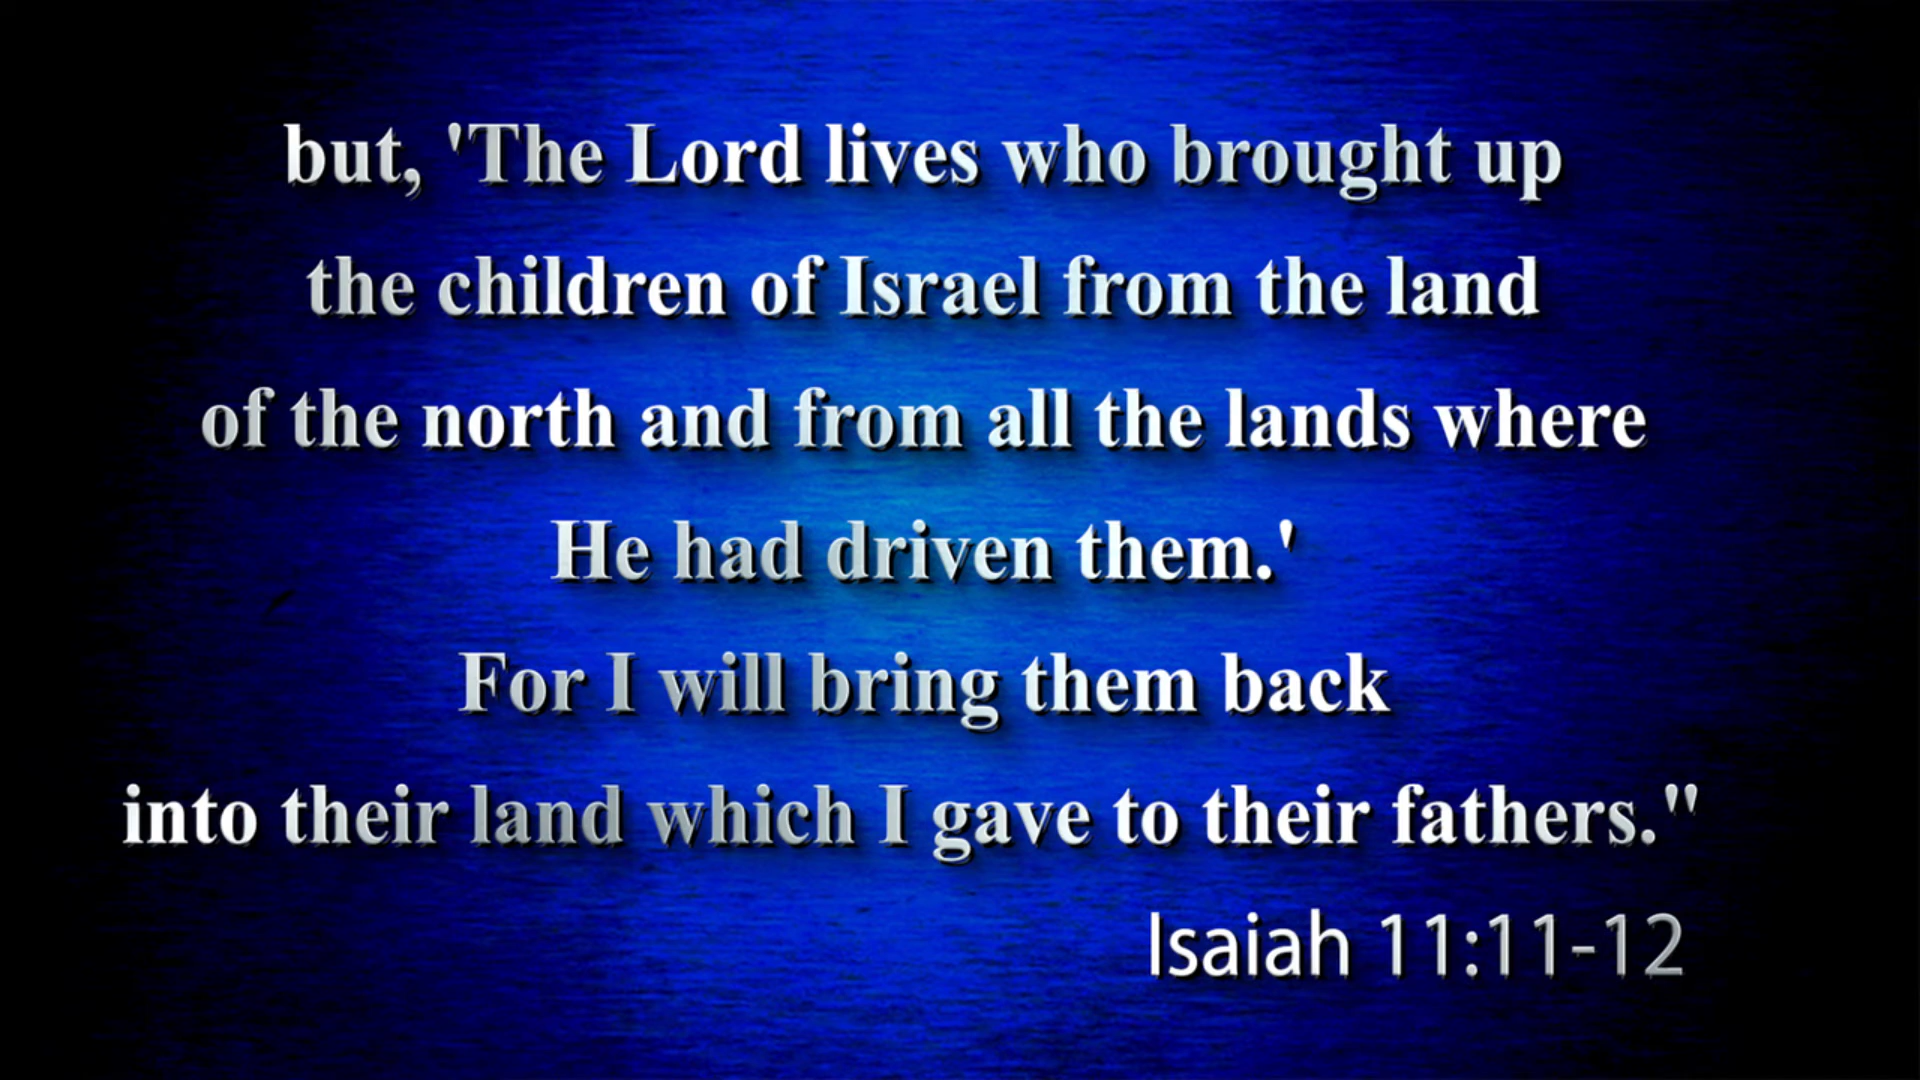 but, 'The Lord lives who brought up
the children of Israel from the land
of the north and from all the lands where
He had driven them.'
For I will bring them back
into their land which I gave to their fathers."
Isaiah 11:11-12